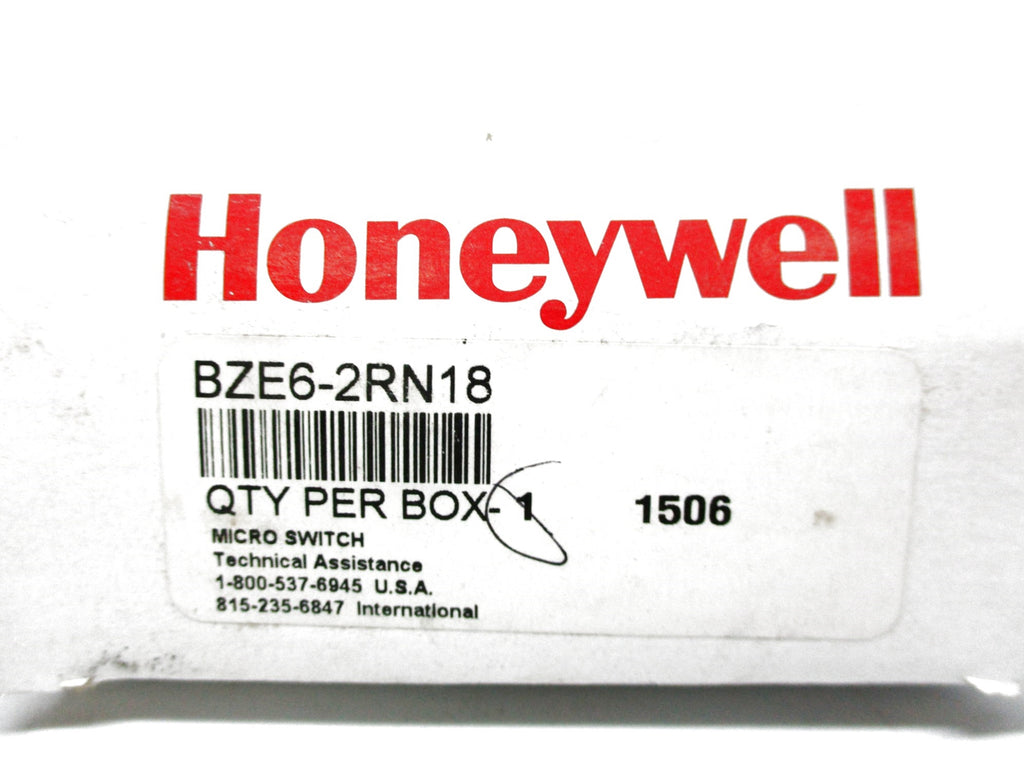 Honeywell
BZE6-2RN18
QTY PER BOX- 1 1506
MICRO SWITCH
Technical Assistance
1-800-537-6945 U.S.A.
815-235-6847 International